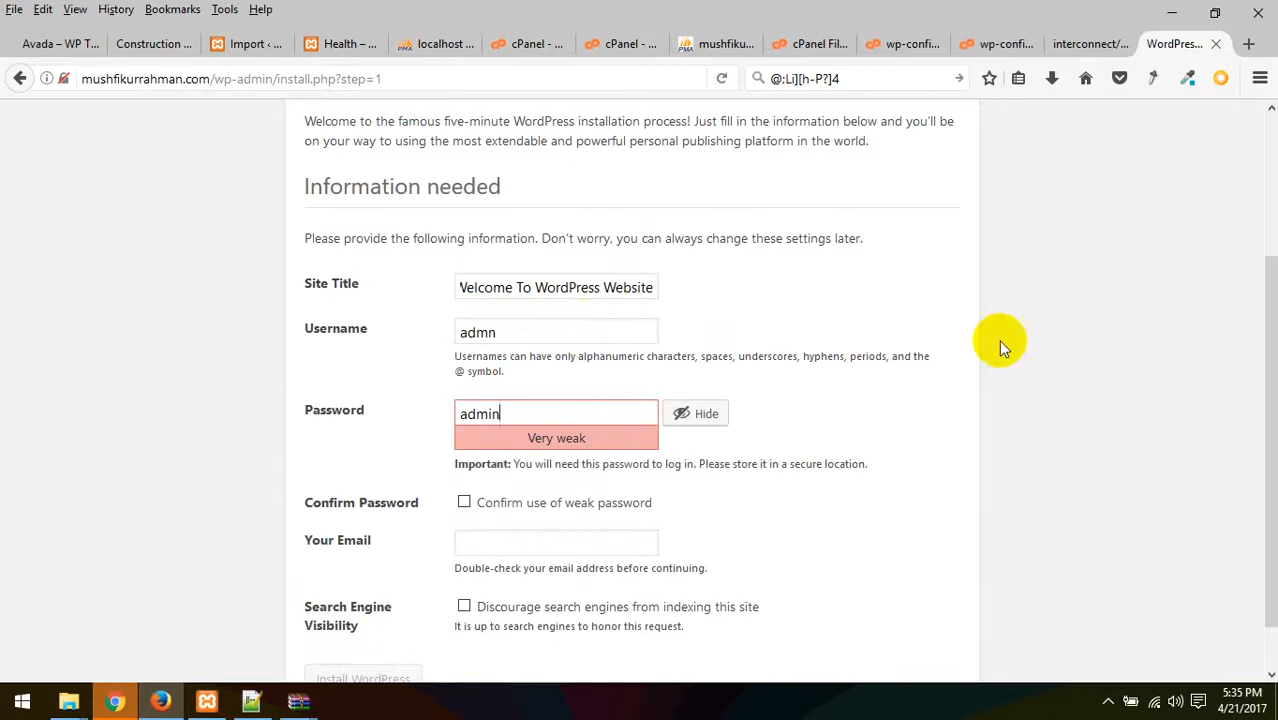 File Edit View History Bookmarks Tools Help
Avada – WP T... Construction ... Import ‹ ... Health – ... localhost ... cPanel - ... cPanel - ... mushfiku... cPanel Fil... wp-confi... wp-confi... interconnect/... WordPres...
mushfikurrahman.com/wp-admin/install.php?step=1 @;Li][h-P?]4
Welcome to the famous five-minute WordPress installation process! Just fill in the information below and you'll be
on your way to using the most extendable and powerful personal publishing platform in the world.
Information needed
Please provide the following information. Don't worry, you can always change these settings later.
Site Title Welcome To WordPress Website
Username admn
Usernames can have only alphanumeric characters, spaces, underscores, hyphens, periods, and the
@ symbol.
Password admin Hide
Very weak
Important: You will need this password to log in. Please store it in a secure location.
Confirm Password Confirm use of weak password
Your Email
Double-check your email address before continuing.
Search Engine Discourage search engines from indexing this site
Visibility It is up to search engines to honor this request.
Install WordPress
5:35 PM
4/21/2017